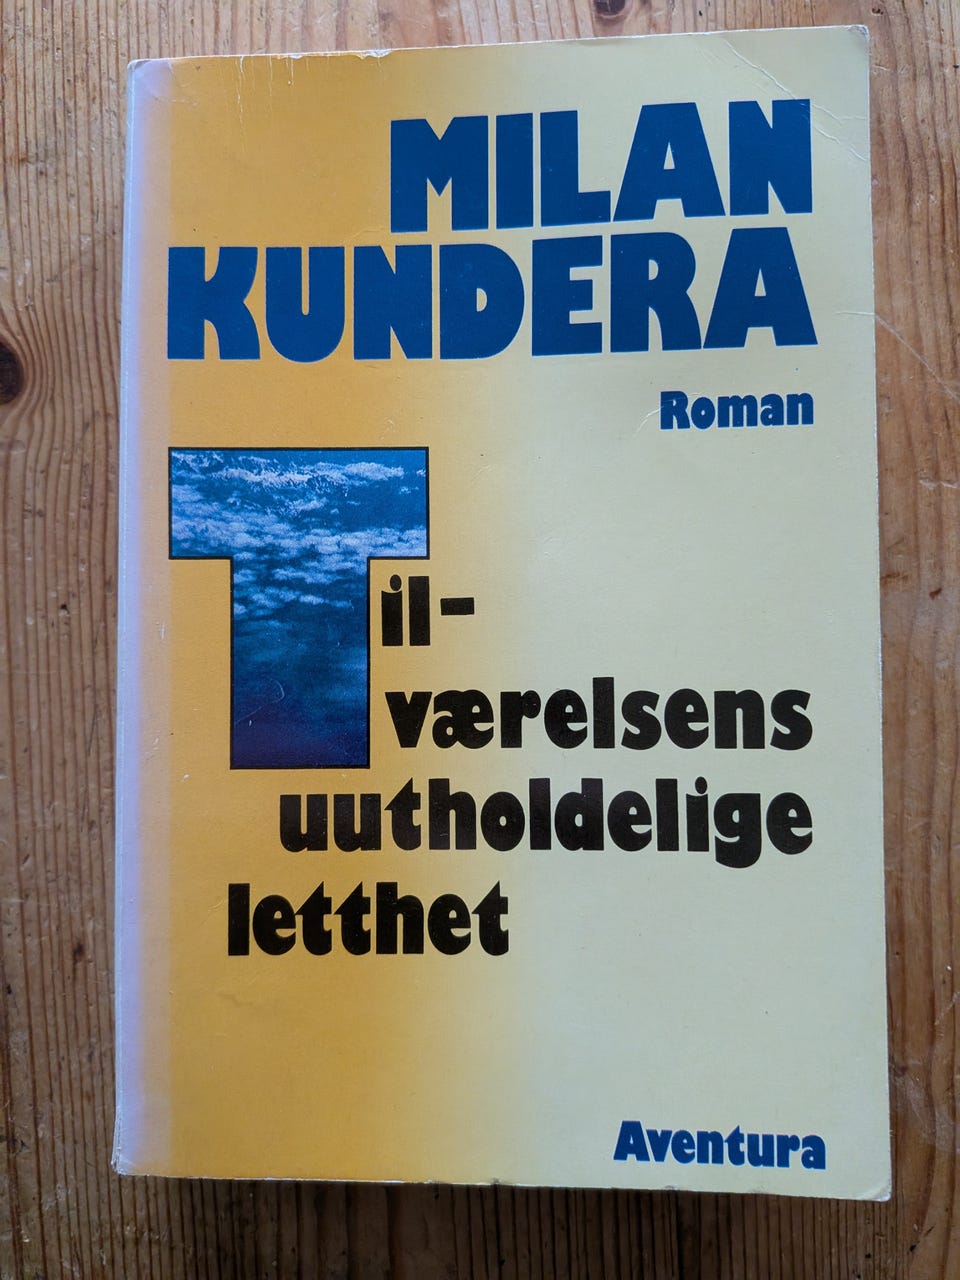 MILAN
KUNDERA
Roman
Til-
værelsens
uutholdelige
letthet
Aventura